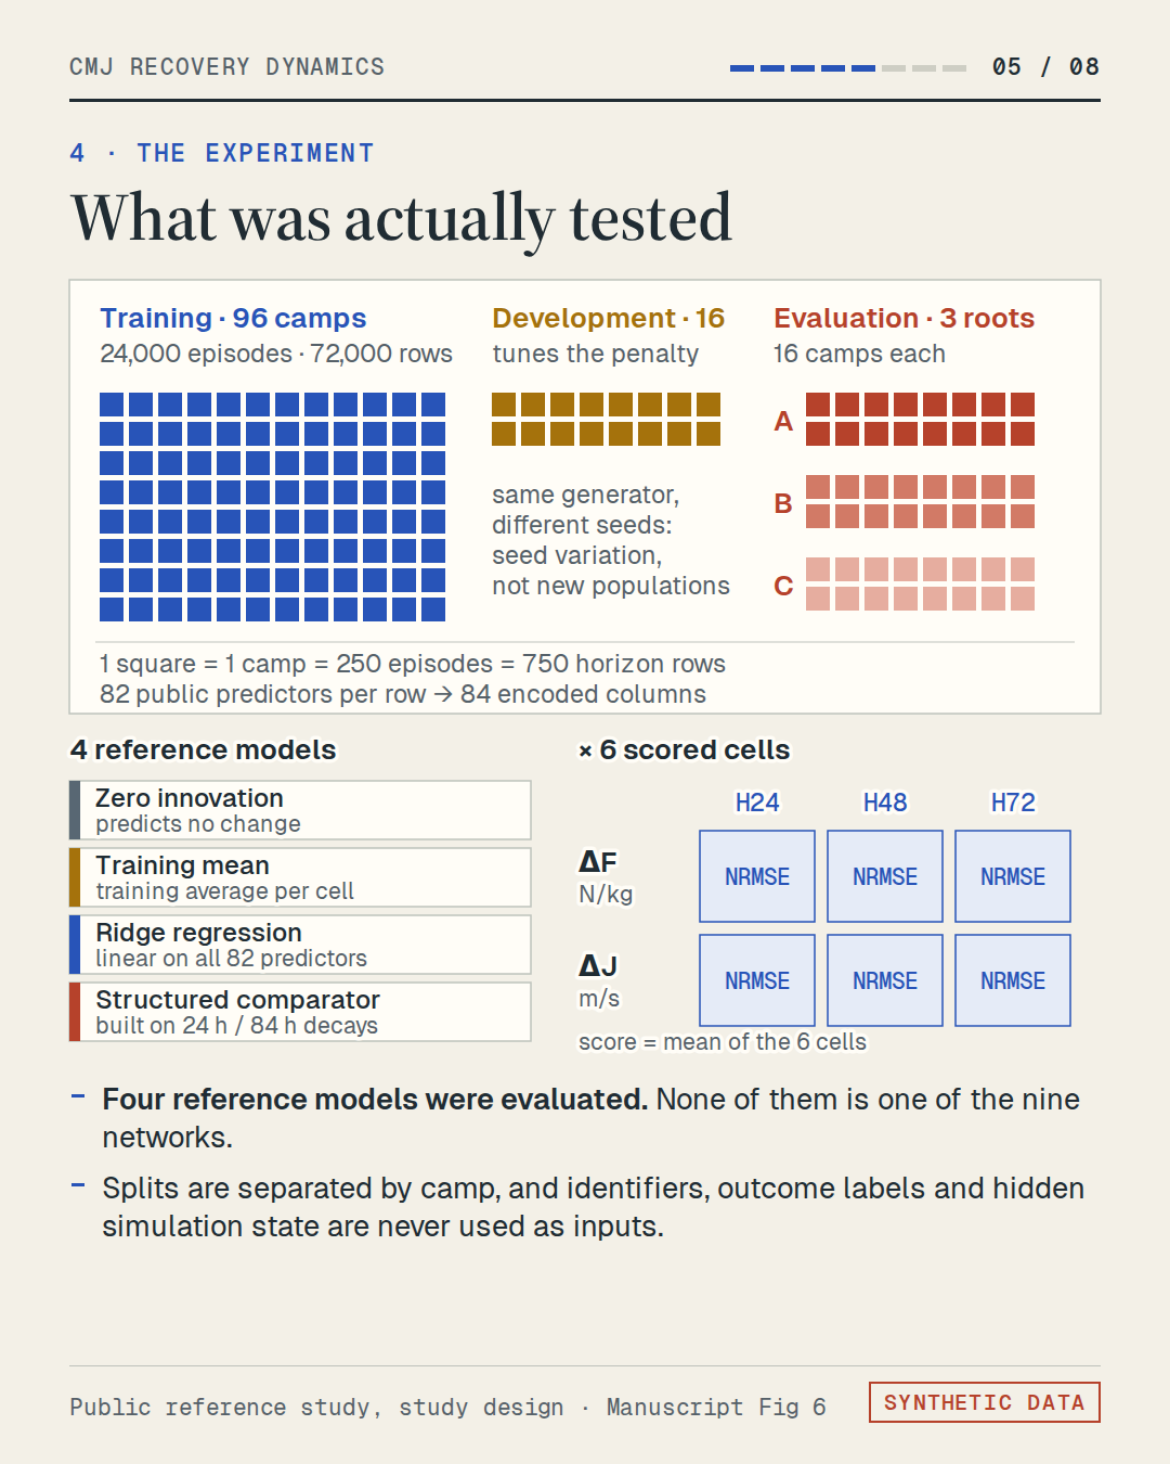 CMJ RECOVERY DYNAMICS
05 / 08
4 · THE EXPERIMENT
What was actually tested
Training · 96 camps
24,000 episodes · 72,000 rows
Development · 16
tunes the penalty
Evaluation · 3 roots
16 camps each
A
B
C
same generator,
different seeds:
seed variation,
not new populations
1 square = 1 camp = 250 episodes = 750 horizon rows
82 public predictors per row → 84 encoded columns
4 reference models
Zero innovation
predicts no change
Training mean
training average per cell
Ridge regression
linear on all 82 predictors
Structured comparator
built on 24 h / 84 h decays
× 6 scored cells
H24 H48 H72
ΔF
N/kg
NRMSE NRMSE NRMSE
ΔJ
m/s
NRMSE NRMSE NRMSE
score = mean of the 6 cells
– Four reference models were evaluated. None of them is one of the nine
networks.
– Splits are separated by camp, and identifiers, outcome labels and hidden
simulation state are never used as inputs.
Public reference study, study design · Manuscript Fig 6
SYNTHETIC DATA